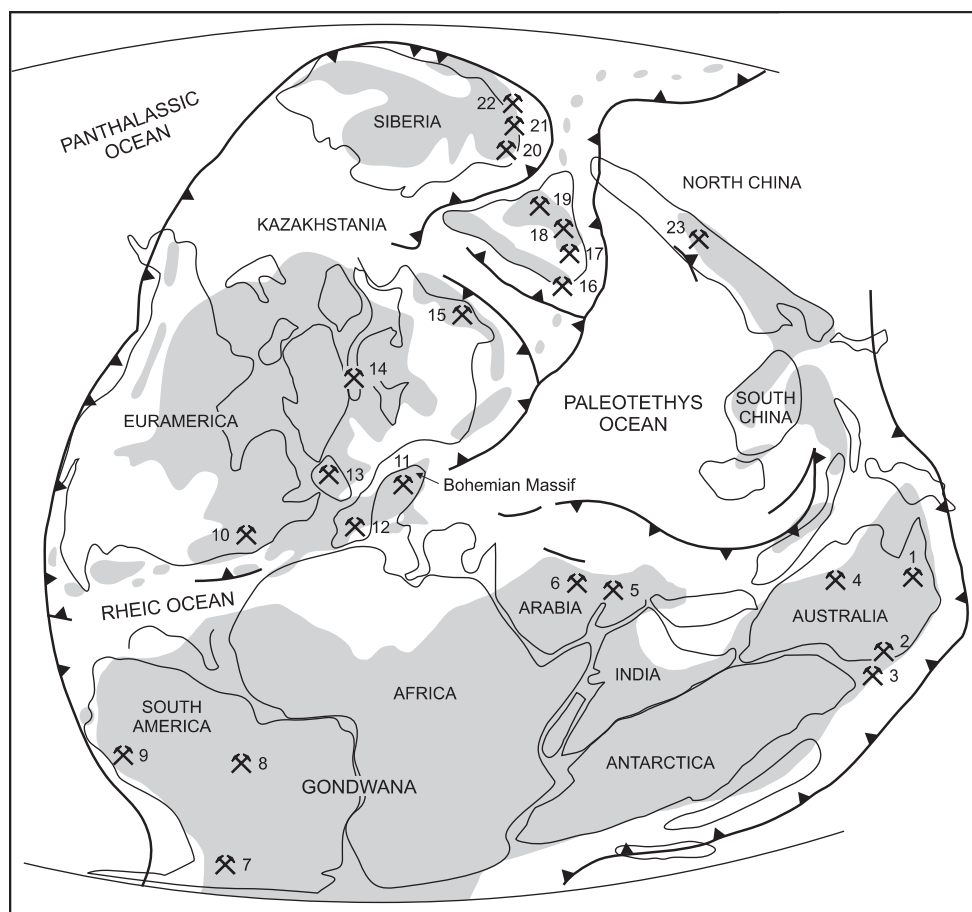 PANTHALASSIC
OCEAN
SIBERIA
22
21
20
NORTH CHINA
KAZAKHSTANIA
19
18
17
16
23
15
14
EURAMERICA
PALEOTETHYS
OCEAN
SOUTH
CHINA
11
13
Bohemian Massif
10
12
RHEIC OCEAN
6
5
ARABIA
4
1
AUSTRALIA
2
3
INDIA
AFRICA
SOUTH
AMERICA
9
8
ANTARCTICA
GONDWANA
7